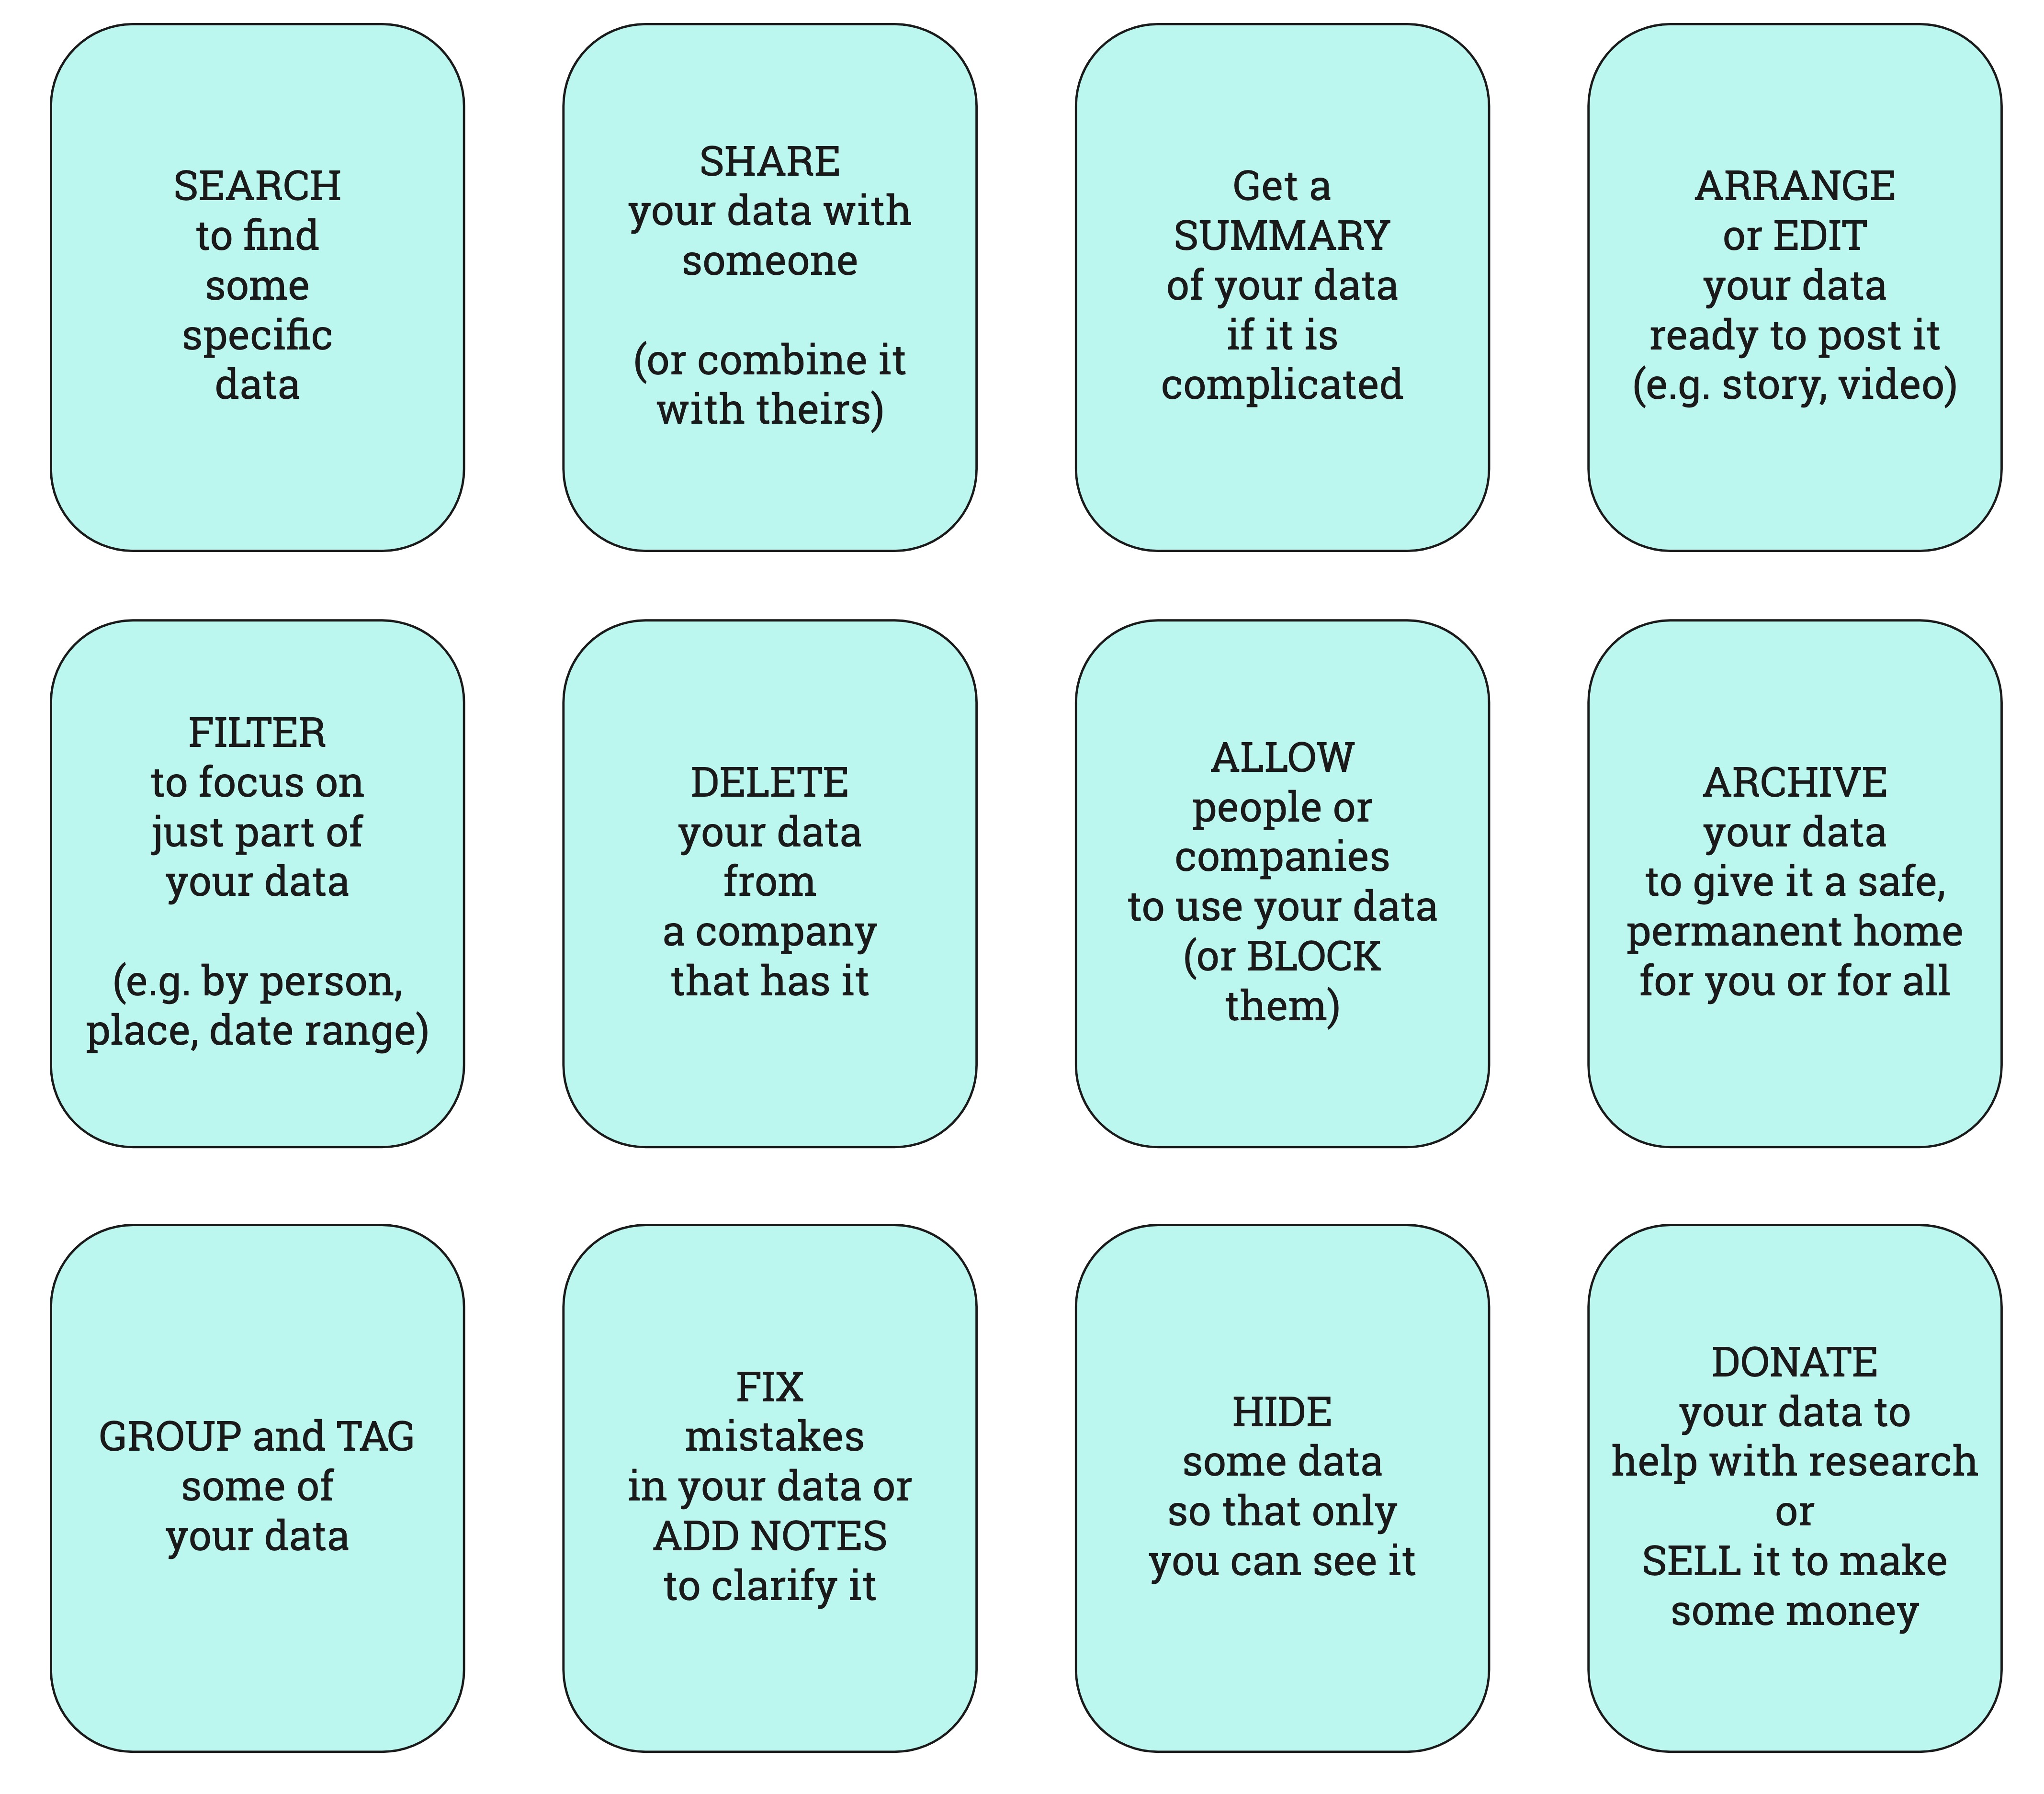 SEARCH
to find
some
specific
data
SHARE
your data with
someone
(or combine it
with theirs)
Get a
SUMMARY
of your data
if it is
complicated
ARRANGE
or EDIT
your data
ready to post it
(e.g. story, video)
FILTER
to focus on
just part of
your data
(e.g. by person,
place, date range)
DELETE
your data
from
a company
that has it
ALLOW
people or
companies
to use your data
(or BLOCK
them)
ARCHIVE
your data
to give it a safe,
permanent home
for you or for all
GROUP and TAG
some of
your data
FIX
mistakes
in your data or
ADD NOTES
to clarify it
HIDE
some data
so that only
you can see it
DONATE
your data to
help with research
or
SELL it to make
some money